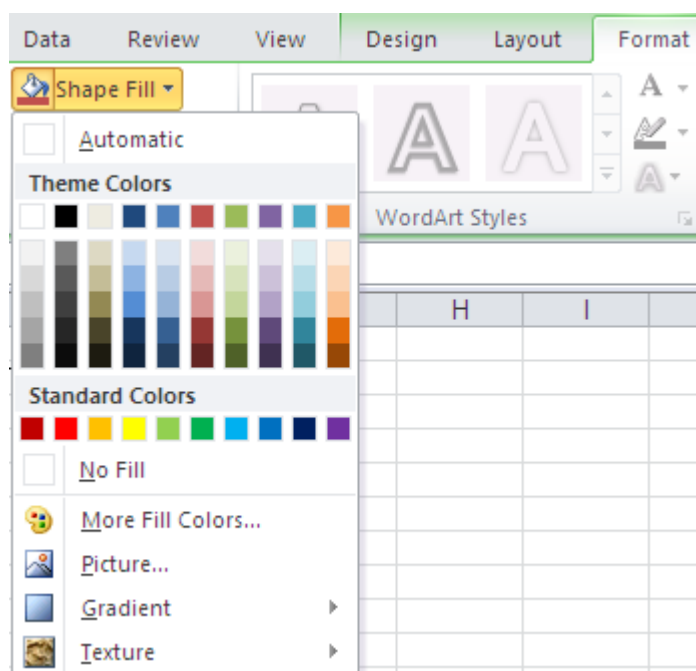 Data Review View Design Layout Format
Shape Fill A
A A A
Automatic
Theme Colors
WordArt Styles
H I
Standard Colors
No Fill
More Fill Colors...
Picture...
Gradient
Texture